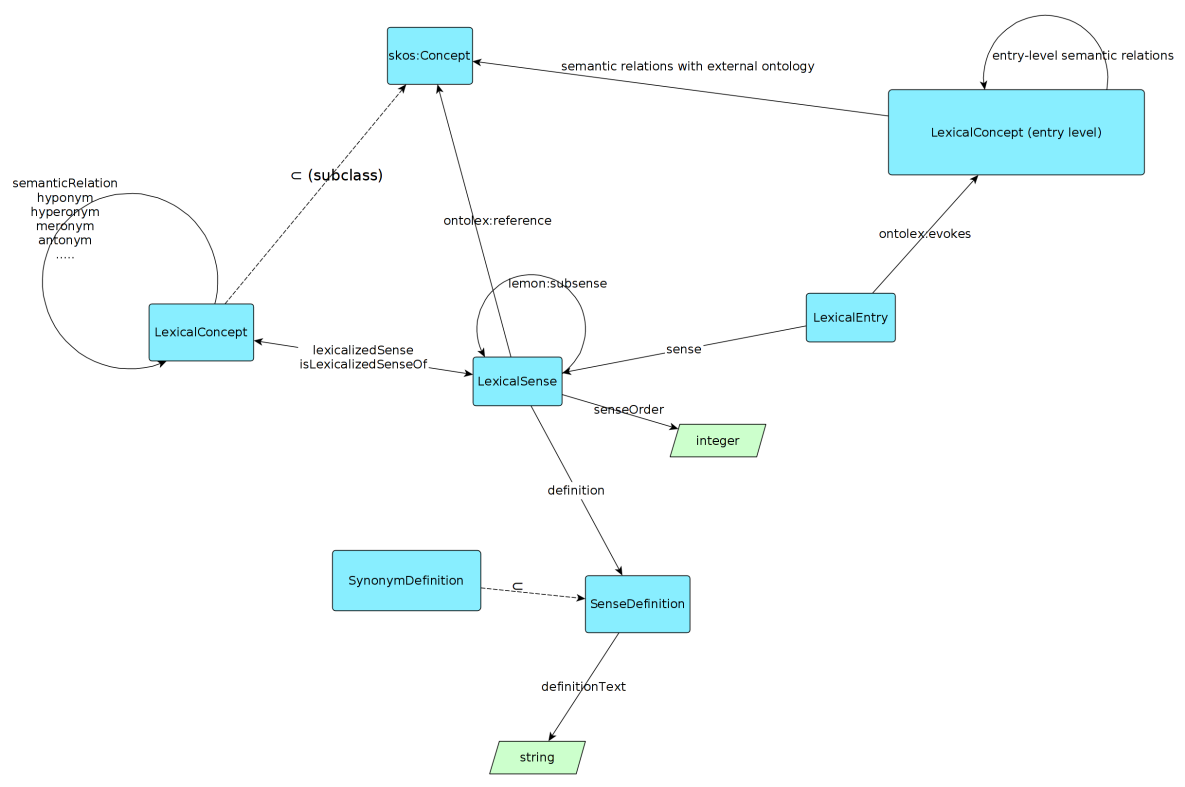 skos:Concept
entry-level semantic relations
semantic relations with external ontology
LexicalConcept (entry level)
⊂ (subclass)
semanticRelation
hyponym
hyperonym
meronym
antonym
.....
ontolex:reference
ontolex:evokes
lemon:subsense
LexicalEntry
LexicalConcept
lexicalizedSense
isLexicalizedSenseOf
sense
LexicalSense
senseOrder
integer
definition
SynonymDefinition
⊂
SenseDefinition
definitionText
string